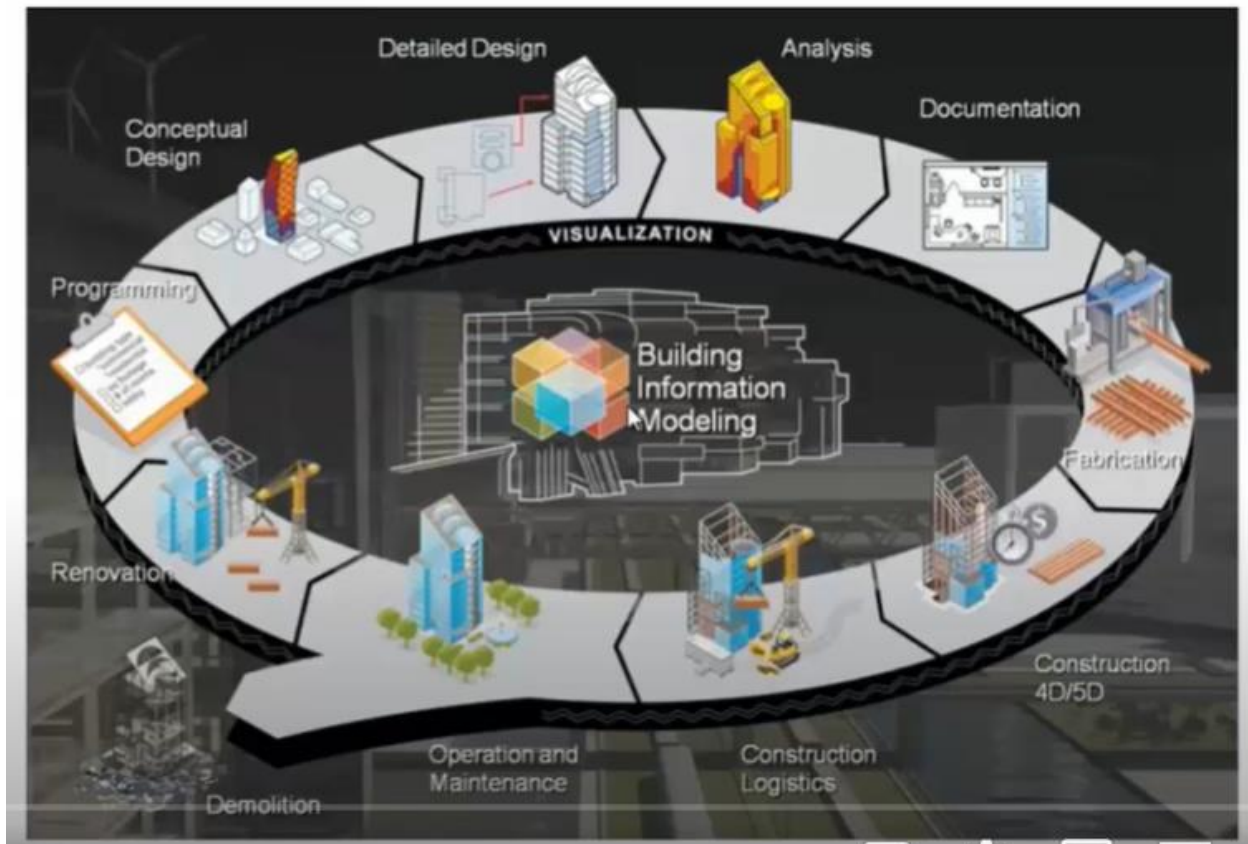 Detailed Design
Analysis
Documentation
Conceptual
Design
VISUALIZATION
Programming
Building
Information
Modeling
Fabrication
Renovation
Construction
4D/5D
Operation and
Maintenance
Construction
Logistics
Demolition
$